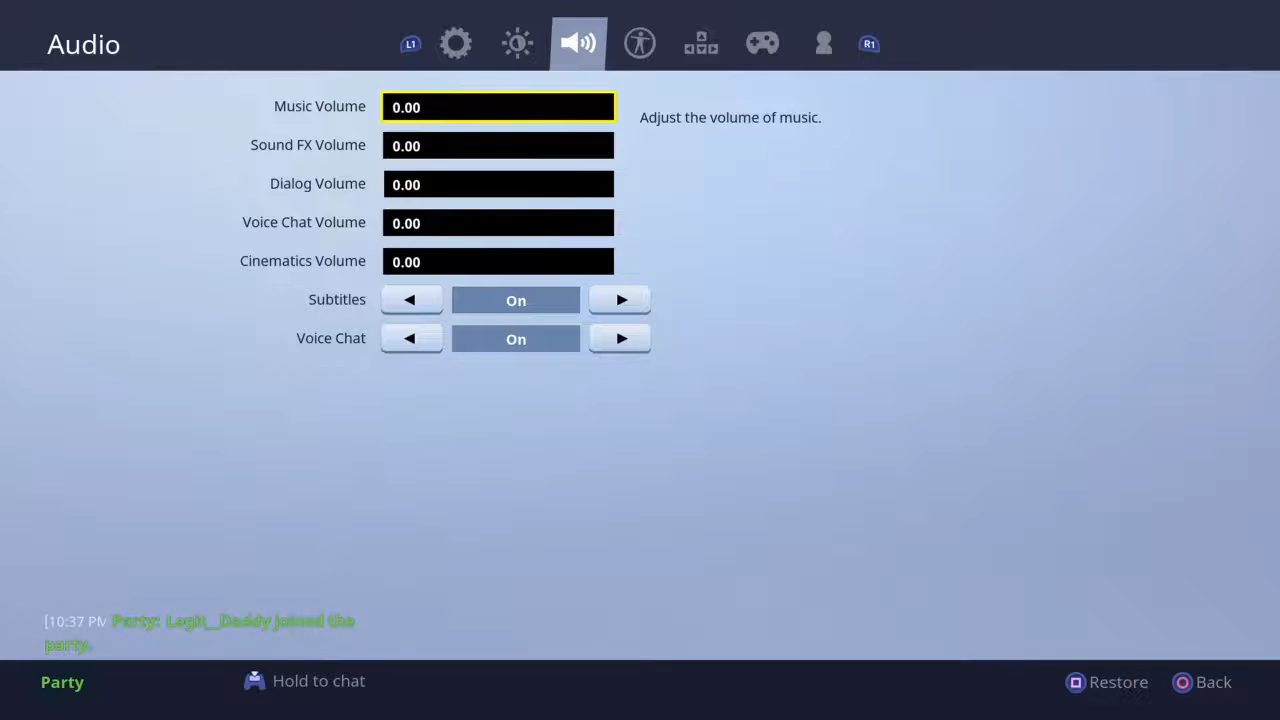 Audio
L1
R1
Music Volume 0.00
Adjust the volume of music.
Sound FX Volume 0.00
Dialog Volume 0.00
Voice Chat Volume 0.00
Cinematics Volume 0.00
Subtitles On
Voice Chat On
[10:37 PM Party: Legit__Daddy joined the
party.
Party
Hold to chat
Restore
Back